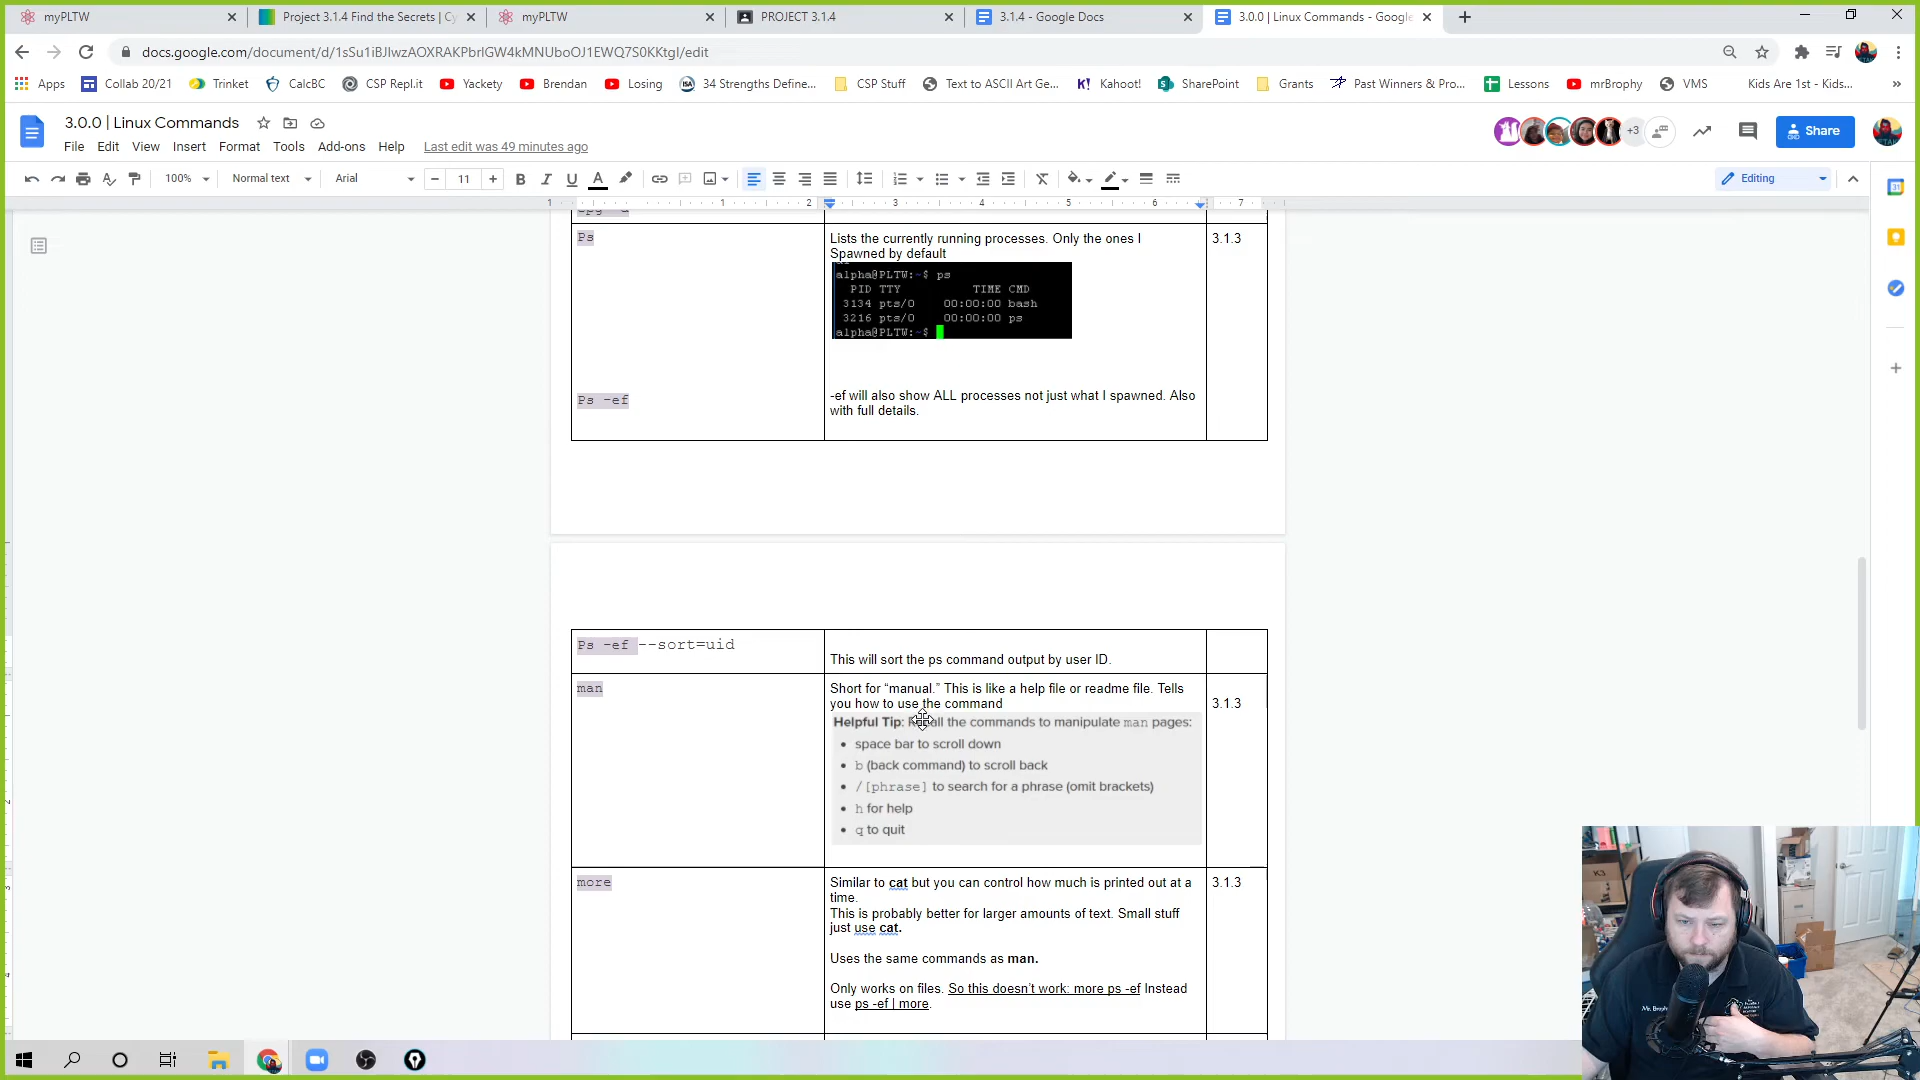 myPLTW
Project 3.1.4 Find the Secrets | Cy
myPLTW
PROJECT 3.1.4
3.1.4 - Google Docs
3.0.0 | Linux Commands - Google
docs.google.com/document/d/1sSu1iBJIwzAOXRAKPbrIGW4kMNUboOJ1EWQ7S0KKtgI/edit
Apps
Collab 20/21
Trinket
CalcBC
CSP Repl.it
Yackety
Brendan
Losing
34 Strengths Define...
CSP Stuff
Text to ASCII Art Ge...
Kahoot!
SharePoint
Grants
Past Winners & Pro...
Lessons
mrBrophy
VMS
Kids Are 1st - Kids...
3.0.0 | Linux Commands
+3
Share
File Edit View Insert Format Tools Add-ons Help Last edit was 49 minutes ago
100% Normal text Arial 11 Editing
1 1 2 3 4 5 6 7
Ps
Lists the currently running processes. Only the ones I
Spawned by default
3.1.3
alpha@PLTW:~$ ps
PID TTY TIME CMD
3134 pts/0 00:00:00 bash
3216 pts/0 00:00:00 ps
alpha@PLTW:~$
Ps -ef
-ef will also show ALL processes not just what I spawned. Also
with full details.
Ps -ef --sort=uid
This will sort the ps command output by user ID.
man
Short for “manual.” This is like a help file or readme file. Tells
you how to use the command
3.1.3
Helpful Tip: Recall the commands to manipulate man pages:
• space bar to scroll down
• b (back command) to scroll back
• /[phrase] to search for a phrase (omit brackets)
• h for help
• q to quit
more
Similar to cat but you can control how much is printed out at a
time.
3.1.3
This is probably better for larger amounts of text. Small stuff
just use cat.
Uses the same commands as man.
Only works on files. So this doesn’t work: more ps -ef Instead
use ps -ef | more.
K3